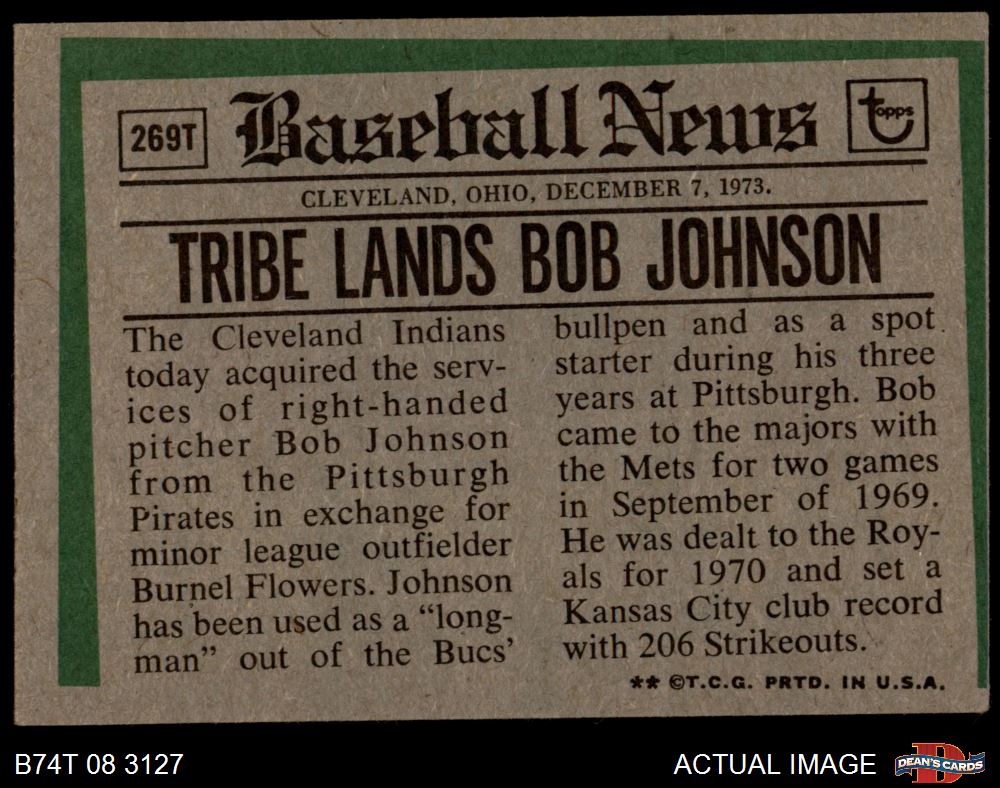 269T
Baseball News
topps
CLEVELAND, OHIO, DECEMBER 7, 1973.
TRIBE LANDS BOB JOHNSON
The Cleveland Indians
today acquired the serv-
ices of right-handed
pitcher Bob Johnson
from the Pittsburgh
Pirates in exchange for
minor league outfielder
Burnel Flowers. Johnson
has been used as a “long-
man” out of the Bucs’
bullpen and as a spot
starter during his three
years at Pittsburgh. Bob
came to the majors with
the Mets for two games
in September of 1969.
He was dealt to the Roy-
als for 1970 and set a
Kansas City club record
with 206 Strikeouts.
** ©T.C.G. PRTD. IN U.S.A.
B74T 08 3127
ACTUAL IMAGE
DEAN'S CARDS